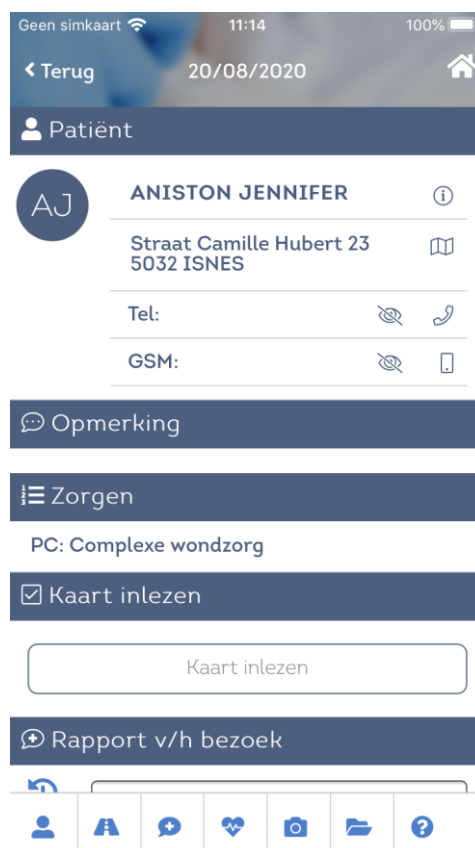 Geen simkaart 11:14 100%
Terug 20/08/2020
Patiënt
AJ ANISTON JENNIFER
Straat Camille Hubert 23
5032 ISNES
Tel:
GSM:
Opmerking
Zorgen
PC: Complexe wondzorg
Kaart inlezen
Kaart inlezen
Rapport v/h bezoek